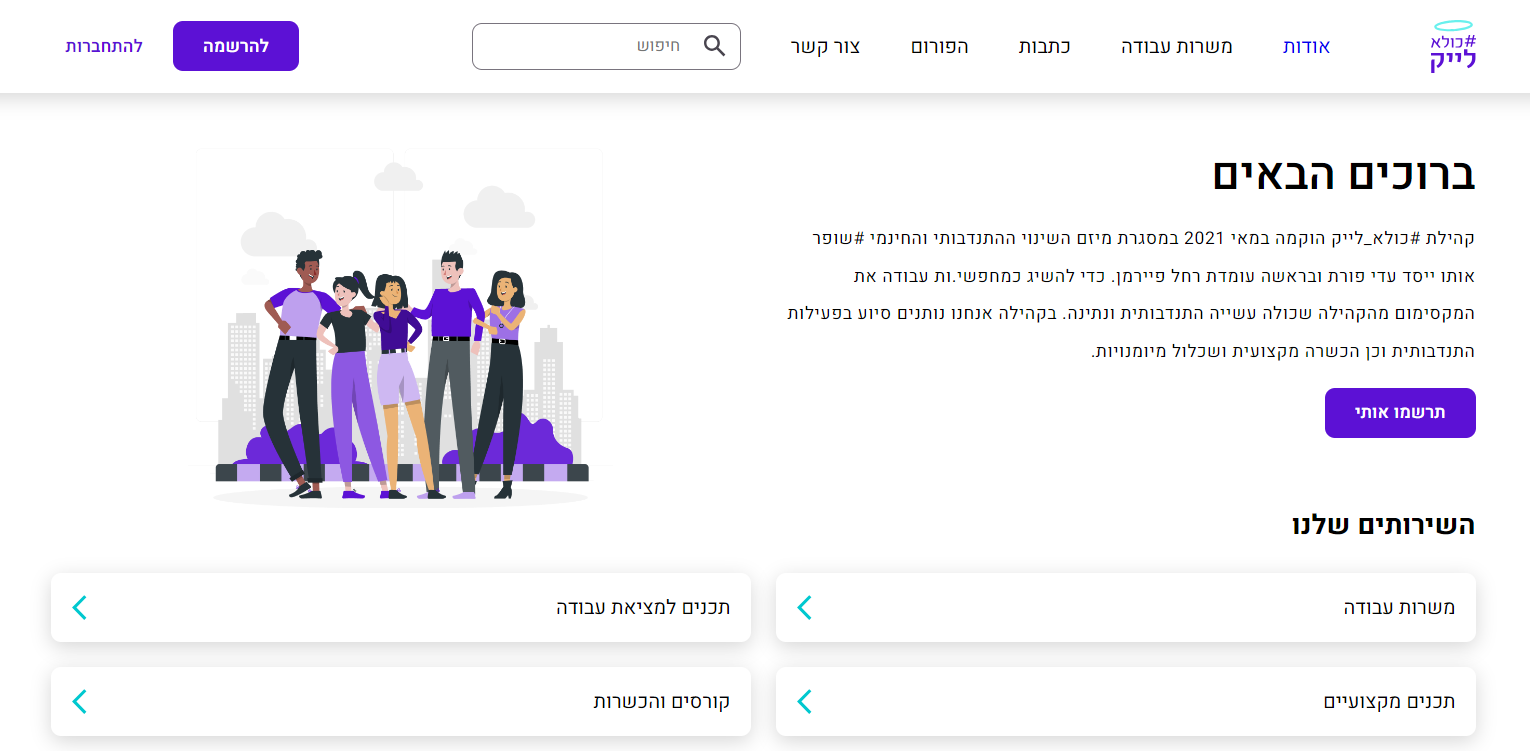 #כולא
לייק
אודות
משרות עבודה
כתבות
הפורום
צור קשר
חיפוש
להרשמה
להתחברות
ברוכים הבאים
קהילת #כולא_לייק הוקמה במאי 2021 במסגרת מיזם השינוי ההתנדבותי והחינמי #שופר
אותו ייסד עדי פורת ובראשה עומדת רחל פיירמן. כדי להשיג כמחפשי.ות עבודה את
המקסימום מהקהילה שכולה עשייה התנדבותית ונתינה. בקהילה אנחנו נותנים סיוע בפעילות
התנדבותית וכן הכשרה מקצועית ושכלול מיומנויות.
תרשמו אותי
השירותים שלנו
משרות עבודה
תכנים למציאת עבודה
תכנים מקצועיים
קורסים והכשרות